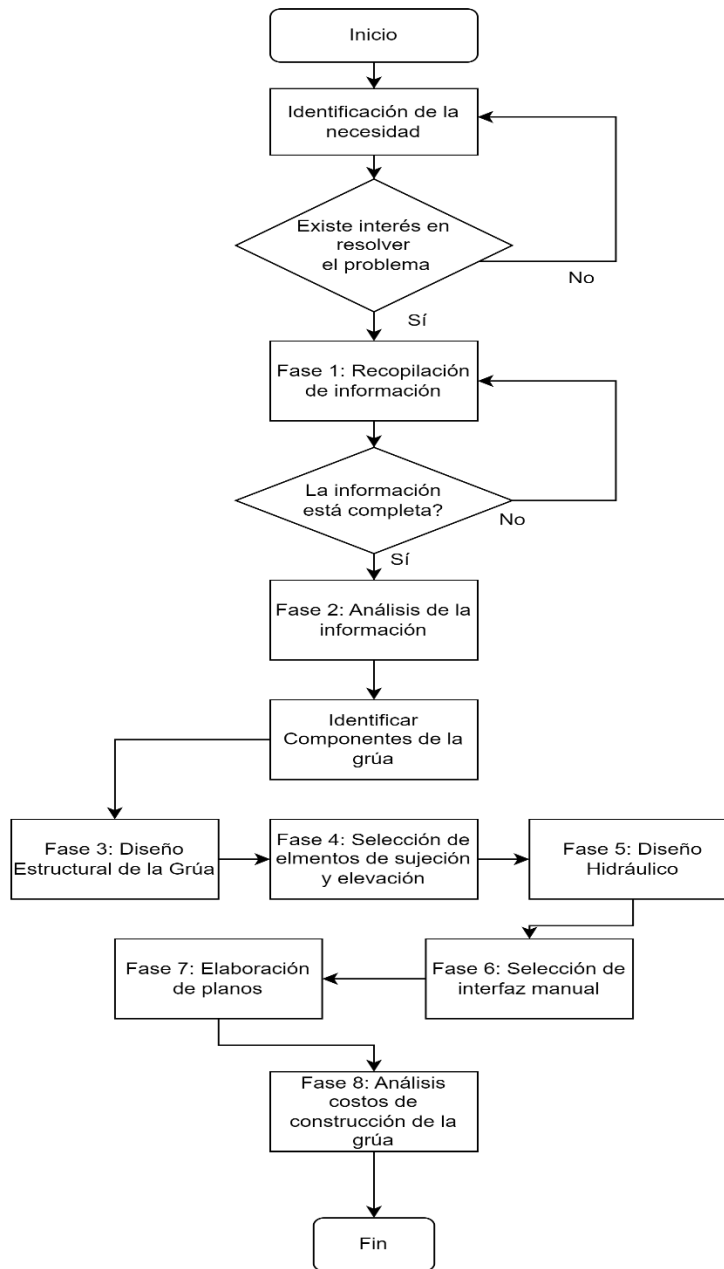 Inicio
Identificación de la
necesidad
Existe interés en
resolver
el problema
No
Sí
Fase 1: Recopilación
de información
La información
está completa?
No
Sí
Fase 2: Análisis de la
información
Identificar
Componentes de la
grúa
Fase 3: Diseño
Estructural de la Grúa
Fase 4: Selección de
elmentos de sujeción
y elevación
Fase 5: Diseño
Hidráulico
Fase 6: Selección de
interfaz manual
Fase 7: Elaboración
de planos
Fase 8: Análisis
costos de
construcción de la
grúa
Fin